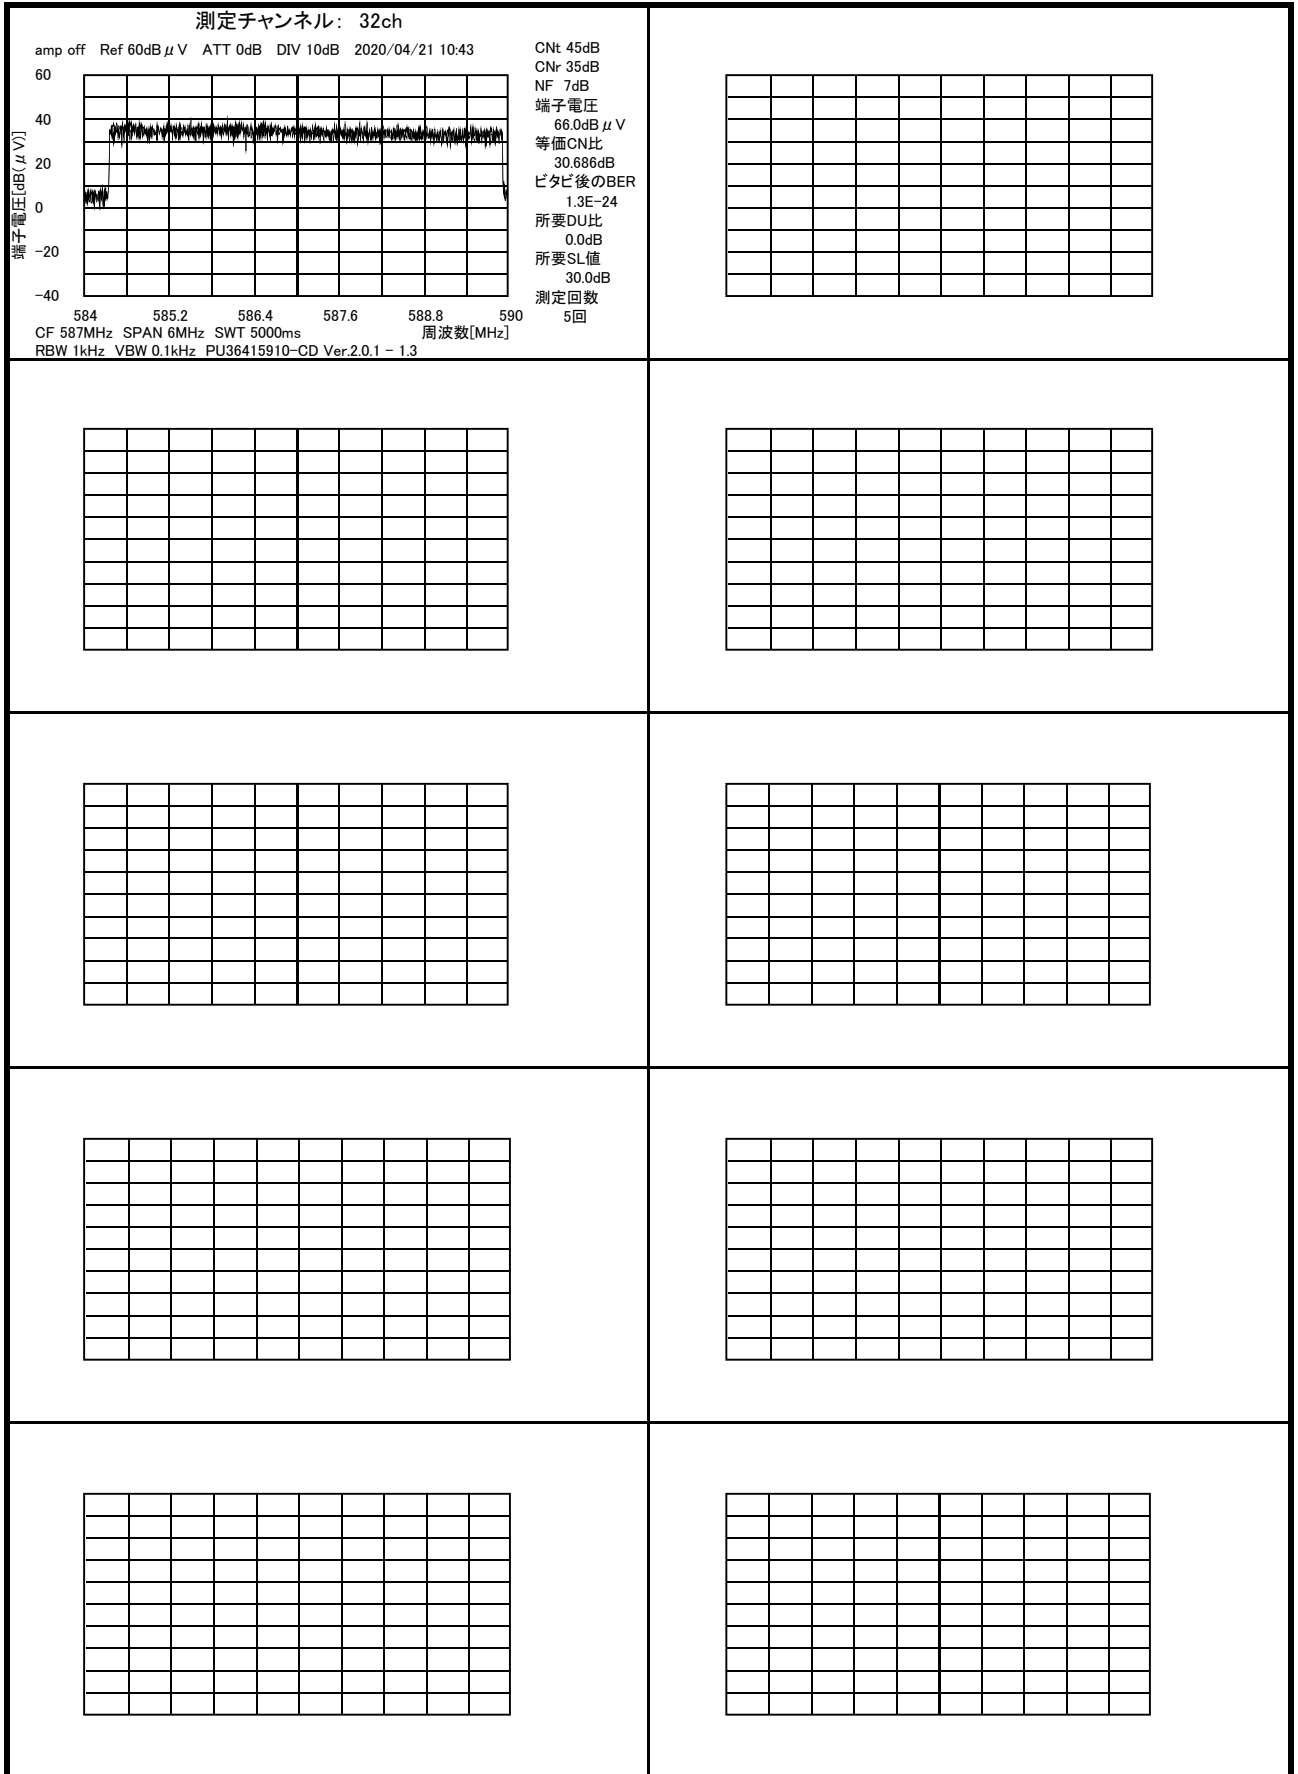 測定チャンネル： 32ch
amp off Ref 60dBμV ATT 0dB DIV 10dB 2020/04/21 10:43
端子電圧[dB(μV)]
60
40
20
0
-20
-40
584 585.2 586.4 587.6 588.8 590
CF 587MHz SPAN 6MHz SWT 5000ms 周波数[MHz]
RBW 1kHz VBW 0.1kHz PU36415910-CD Ver.2.0.1 - 1.3
CNt 45dB
CNr 35dB
NF 7dB
端子電圧
66.0dBμV
等価CN比
30.686dB
ビタビ後のBER
1.3E-24
所要DU比
0.0dB
所要SL値
30.0dB
測定回数
5回